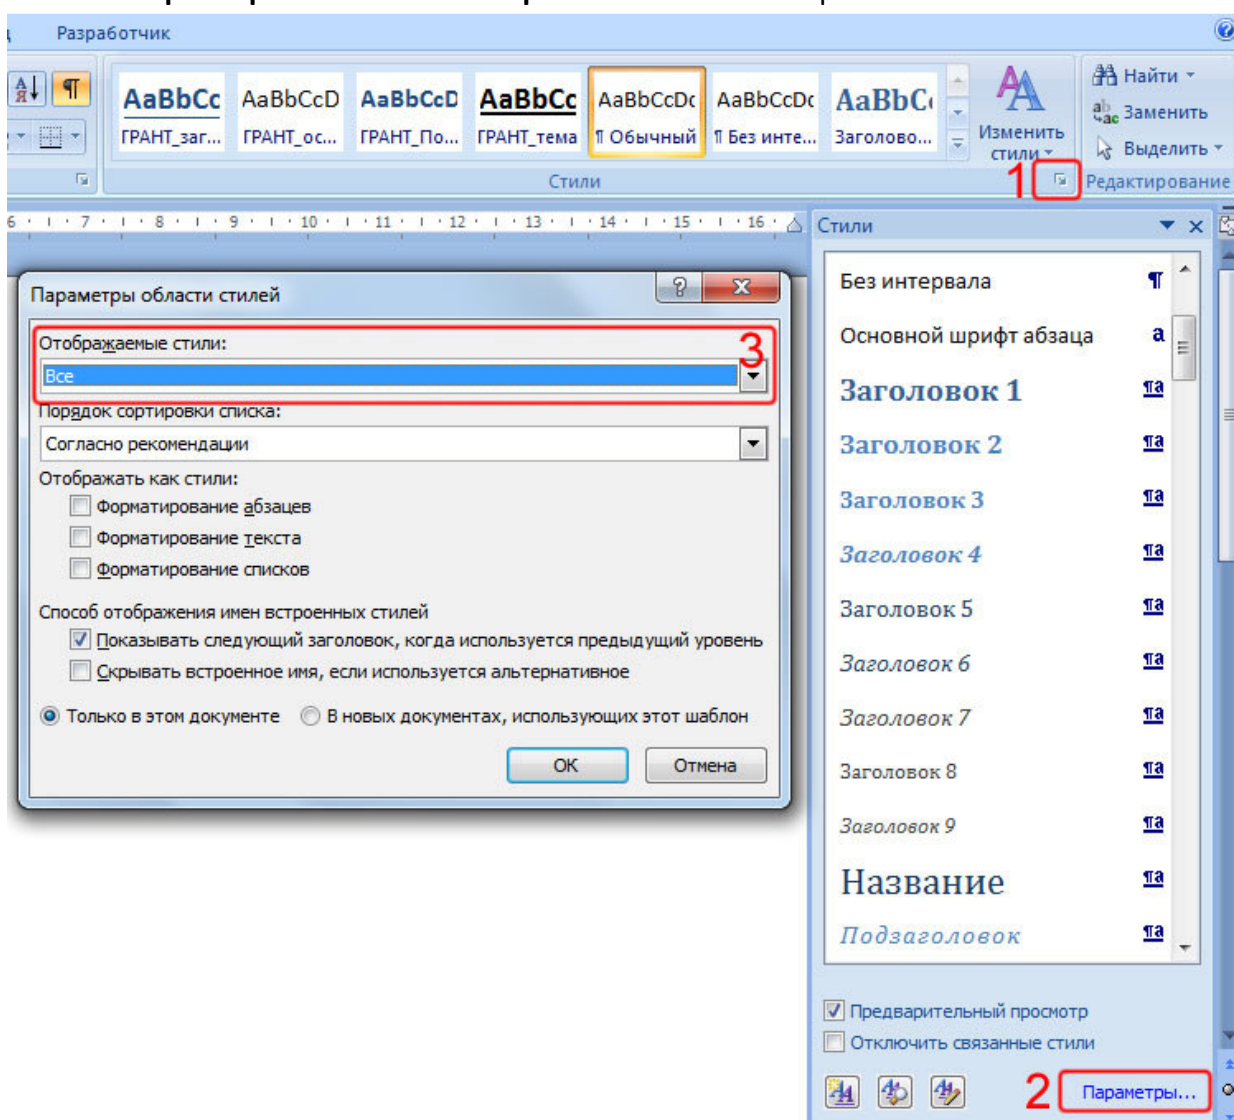 Разработчик
AaBbCc AaBbCcD AaBbCcD AaBbCc AaBbCcDc AaBbCcDc AaBbC
ГРАНТ_заг... ГРАНТ_ос... ГРАНТ_По... ГРАНТ_тема ¶ Обычный ¶ Без инте... Заголово...
Изменить
стили
Найти
Заменить
Выделить
Стили
1
Редактирование
6 7 8 9 10 11 12 13 14 15 16
Стили
Параметры области стилей
Отображаемые стили:
3
Все
Порядок сортировки списка:
Согласно рекомендации
Отображать как стили:
Форматирование абзацев
Форматирование текста
Форматирование списков
Способ отображения имен встроенных стилей
Показывать следующий заголовок, когда используется предыдущий уровень
Скрывать встроенное имя, если используется альтернативное
Только в этом документе В новых документах, использующих этот шаблон
ОК Отмена
Без интервала ¶
Основной шрифт абзаца a
Заголовок 1 ¶a
Заголовок 2 ¶a
Заголовок 3 ¶a
Заголовок 4 ¶a
Заголовок 5 ¶a
Заголовок 6 ¶a
Заголовок 7 ¶a
Заголовок 8 ¶a
Заголовок 9 ¶a
Название ¶a
Подзаголовок ¶a
Предварительный просмотр
Отключить связанные стили
2 Параметры...